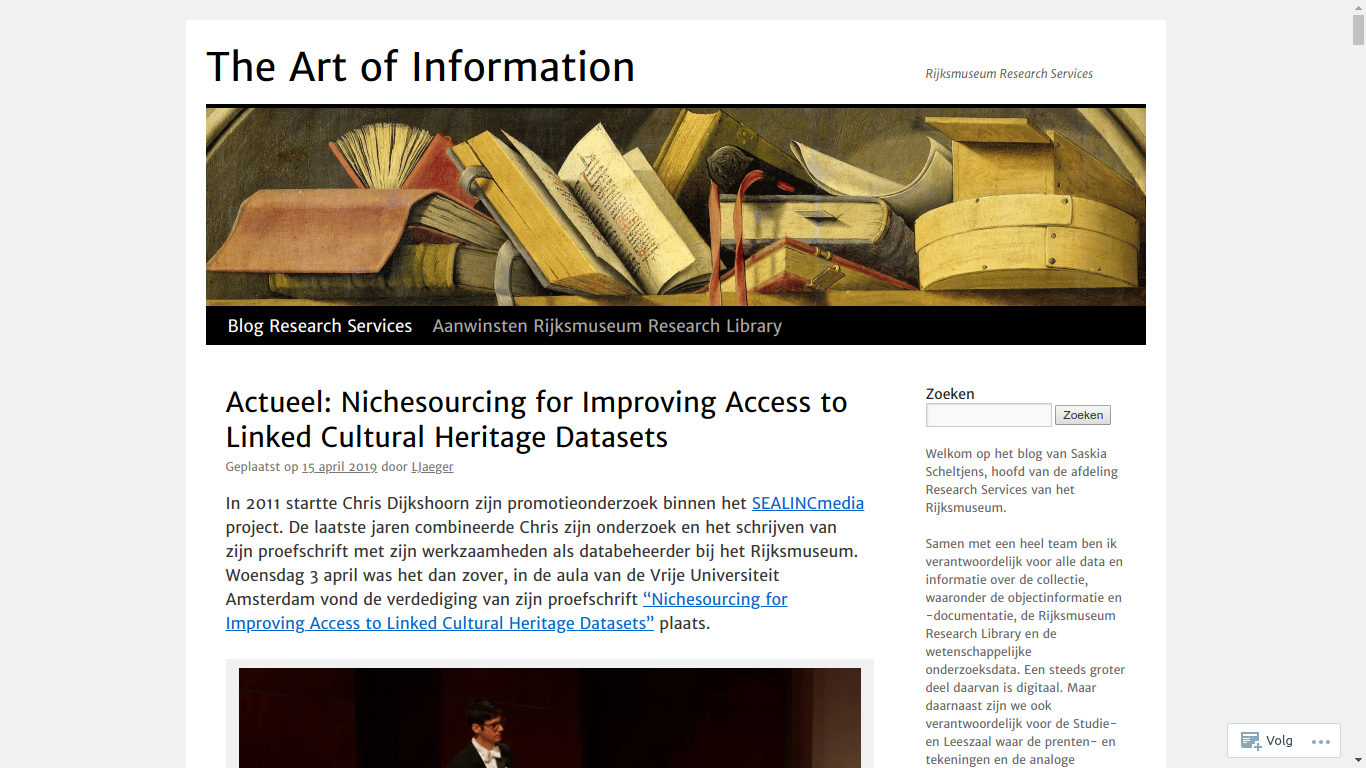 The Art of Information
Rijksmuseum Research Services
Blog Research Services
Aanwinsten Rijksmuseum Research Library
Actueel: Nichesourcing for Improving Access to
Linked Cultural Heritage Datasets
Geplaatst op 15 april 2019 door LJaeger
In 2011 startte Chris Dijkshoorn zijn promotieonderzoek binnen het SEALINCmedia
project. De laatste jaren combineerde Chris zijn onderzoek en het schrijven van
zijn proefschrift met zijn werkzaamheden als databeheerder bij het Rijksmuseum.
Woensdag 3 april was het dan zover, in de aula van de Vrije Universiteit
Amsterdam vond de verdediging van zijn proefschrift “Nichesourcing for
Improving Access to Linked Cultural Heritage Datasets” plaats.
Zoeken
Zoeken
Welkom op het blog van Saskia
Scheltjens, hoofd van de afdeling
Research Services van het
Rijksmuseum.
Samen met een heel team ben ik
verantwoordelijk voor alle data en
informatie over de collectie,
waaronder de objectinformatie en
-documentatie, de Rijksmuseum
Research Library en de
wetenschappelijke
onderzoeksdata. Een steeds groter
deel daarvan is digitaal. Maar
daarnaast zijn we ook
verantwoordelijk voor de Studie-
en Leeszaal waar de prenten- en
tekeningen en de analoge
Volg